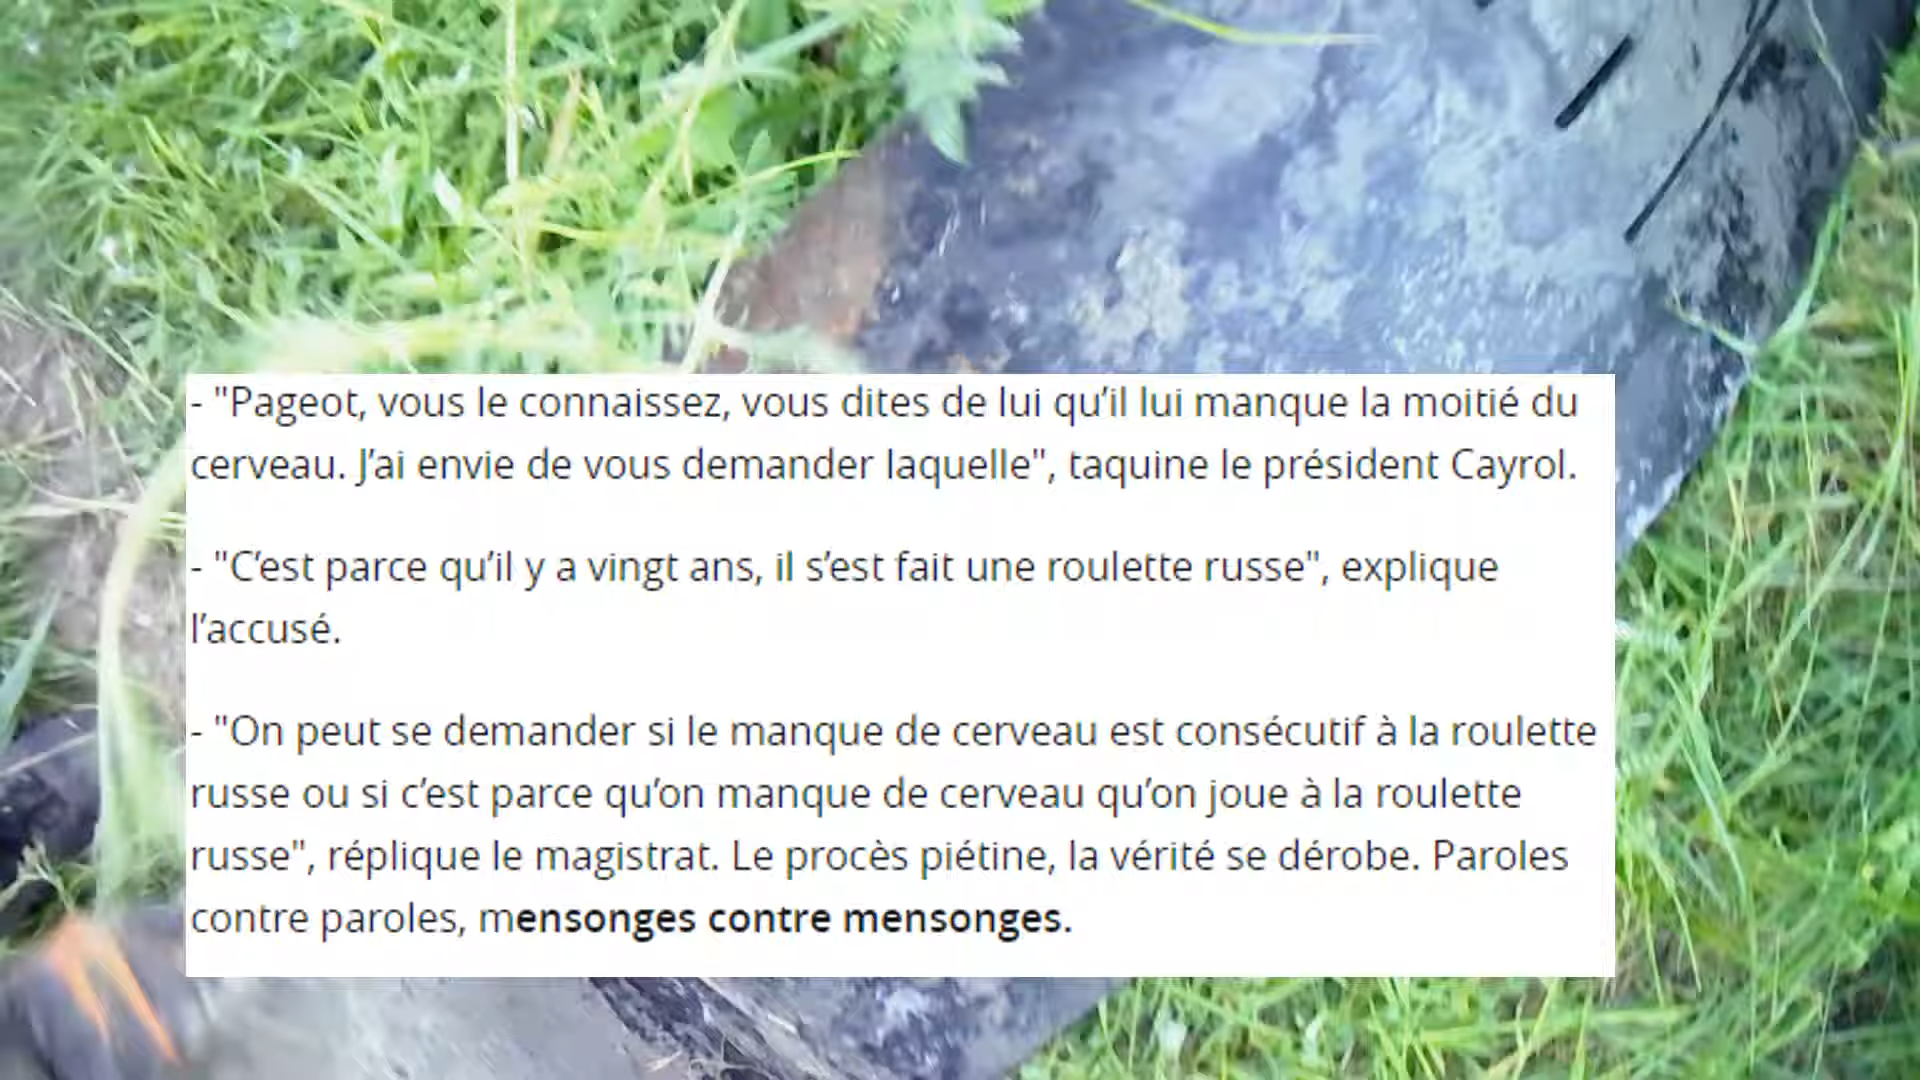 - "Pageot, vous le connaissez, vous dites de lui qu’il lui manque la moitié du
cerveau. J’ai envie de vous demander laquelle", taquine le président Cayrol.
- "C’est parce qu’il y a vingt ans, il s’est fait une roulette russe", explique
l’accusé.
- "On peut se demander si le manque de cerveau est consécutif à la roulette
russe ou si c’est parce qu’on manque de cerveau qu’on joue à la roulette
russe", réplique le magistrat. Le procès piétine, la vérité se dérobe. Paroles
contre paroles, mensonges contre mensonges.